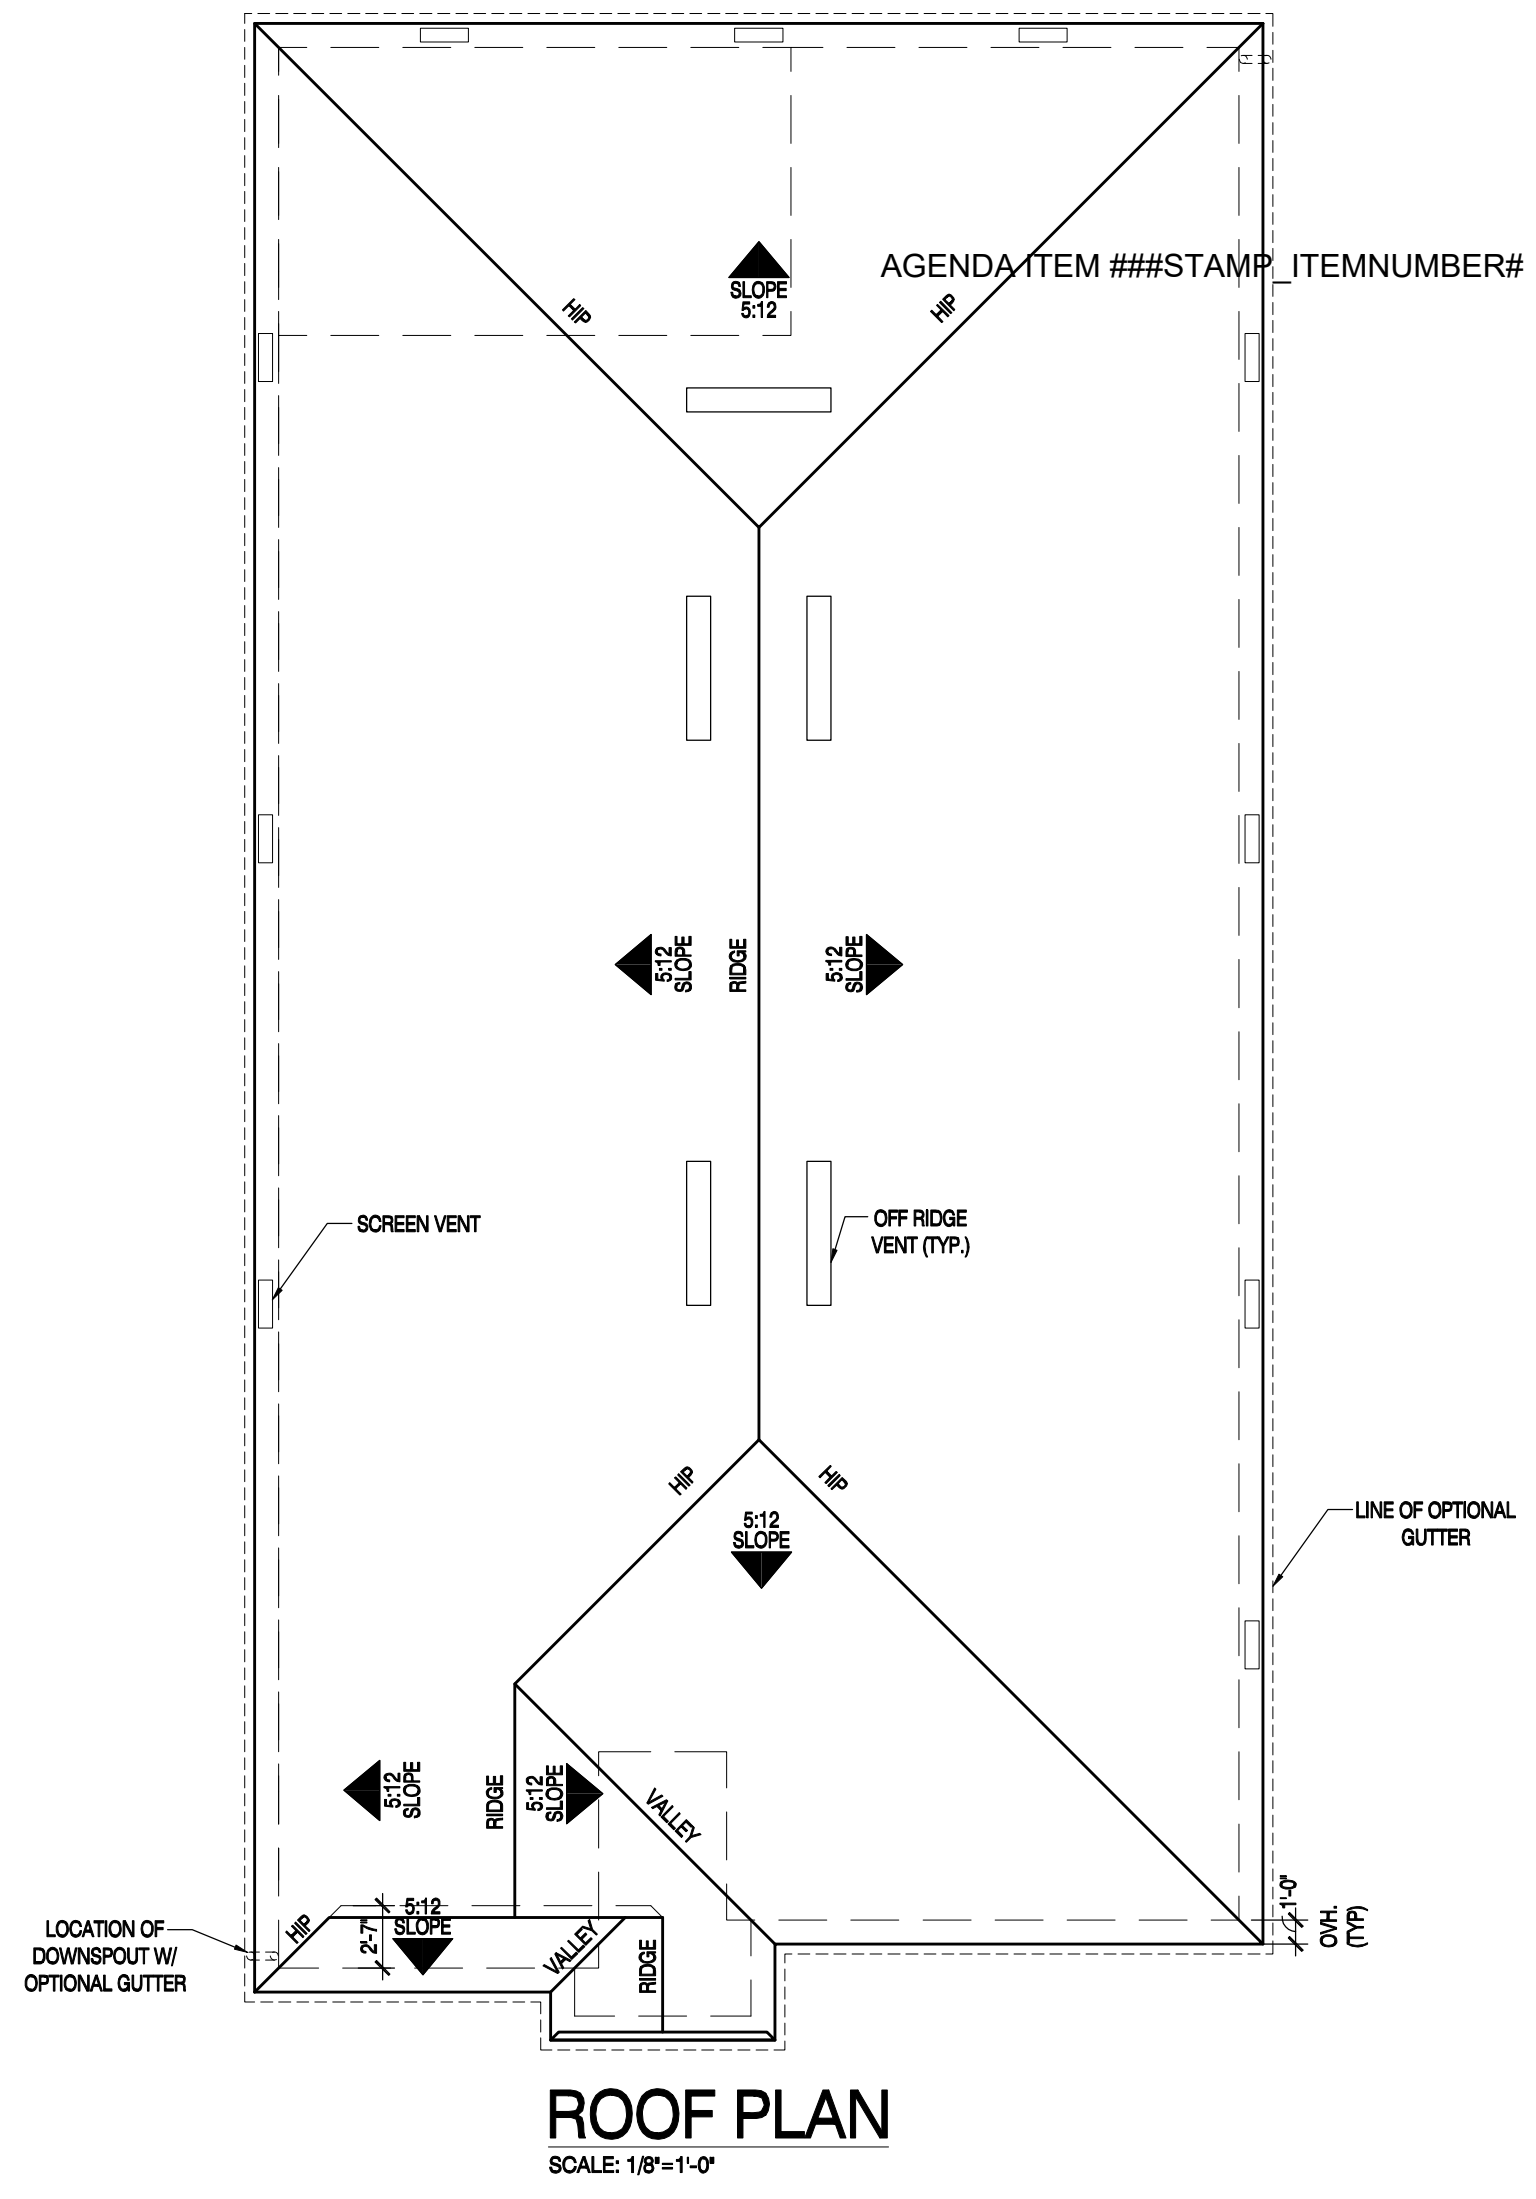 AGENDA ITEM ###STAMP_ITEMNUMBER#
SLOPE
5:12
HIP
HIP
5:12
SLOPE
RIDGE
5:12
SLOPE
SCREEN VENT
OFF RIDGE
VENT (TYP.)
HIP
HIP
5:12
SLOPE
LINE OF OPTIONAL
GUTTER
5:12
SLOPE
RIDGE
5:12
SLOPE
VALLEY
1'-0"
OVH.
(TYP)
LOCATION OF
DOWNSPOUT W/
OPTIONAL GUTTER
HIP
2'-7"
5:12
SLOPE
VALLEY
RIDGE
ROOF PLAN
SCALE: 1/8"=1'-0"